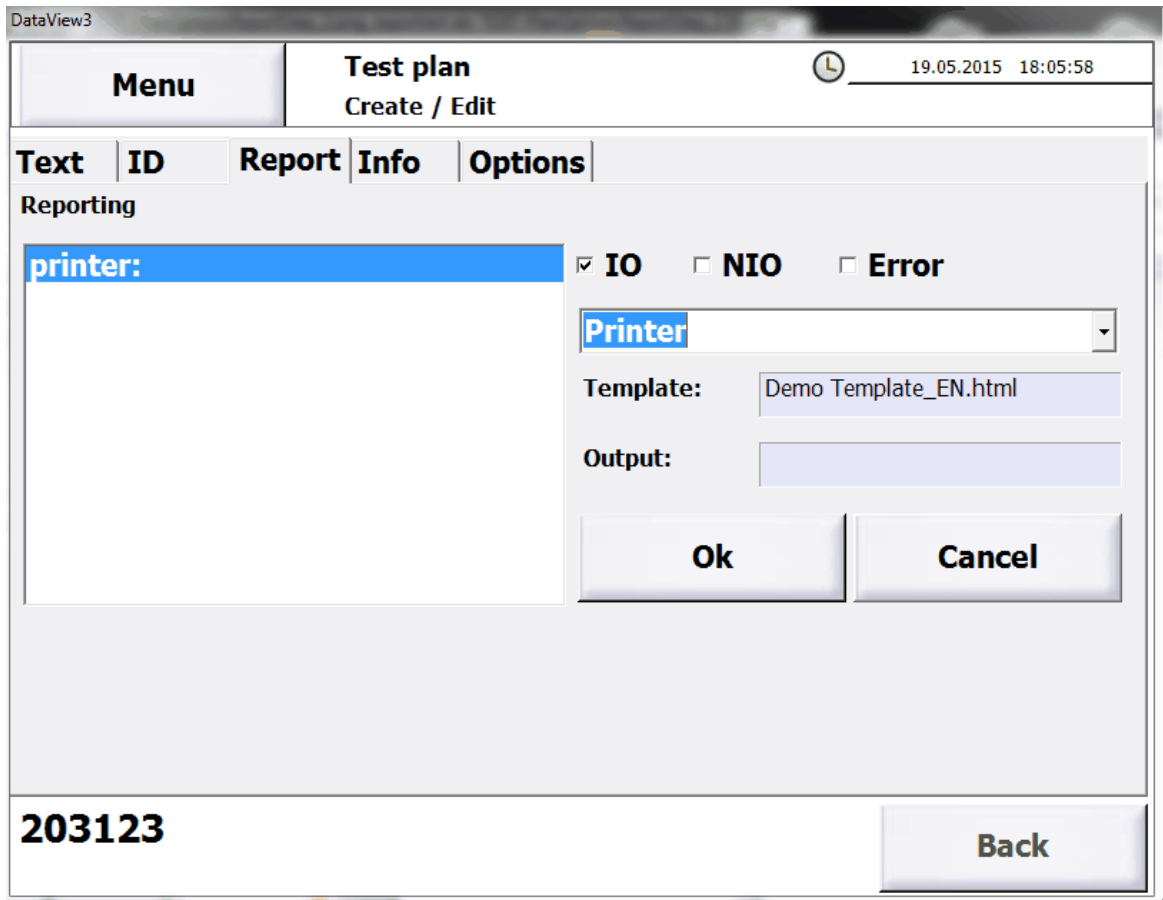 DataView3
Menu
Test plan
19.05.2015 18:05:58
Create / Edit
Text ID Report Info Options
Reporting
printer:
IO NIO Error
Printer
Template: Demo Template_EN.html
Output:
Ok Cancel
203123
Back